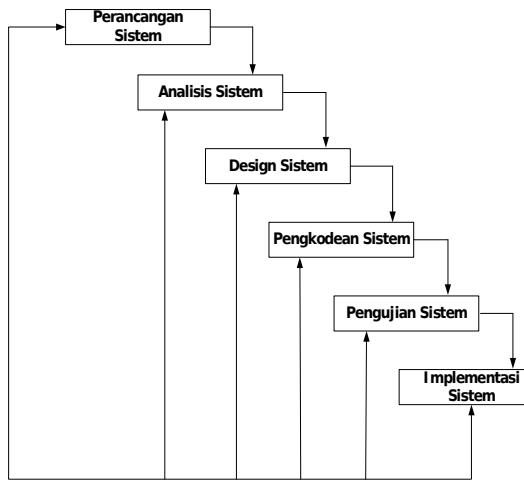 Perancangan
Sistem
Analisis Sistem
Design Sistem
Pengkodean Sistem
Pengujian Sistem
Implementasi
Sistem